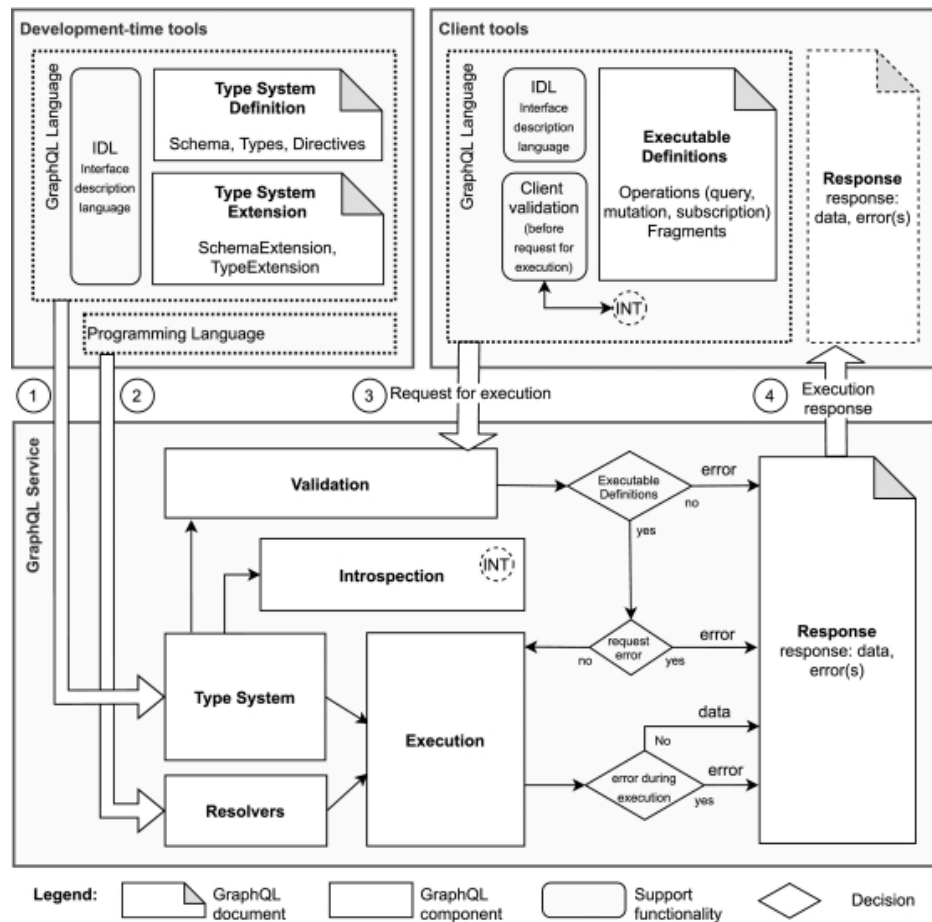 Development-time tools
GraphQL Language
IDL
Interface
description
language
Type System
Definition
Schema, Types, Directives
Type System
Extension
SchemaExtension,
TypeExtension
Programming Language
Client tools
GraphQL Language
IDL
Interface
description
language
Client
validation
(before
request for
execution)
INT
Executable
Definitions
Operations (query,
mutation, subscription)
Fragments
Response
response:
data, error(s)
1
2
3
Request for execution
4
Execution
response
GraphQL Service
Validation
Executable
Definitions
error
no
yes
Introspection
INT
request
error
no
yes
error
Type System
Execution
Resolvers
error during
execution
No
data
yes
error
Response
response: data,
error(s)
Legend:
GraphQL
document
GraphQL
component
Support
functionality
Decision